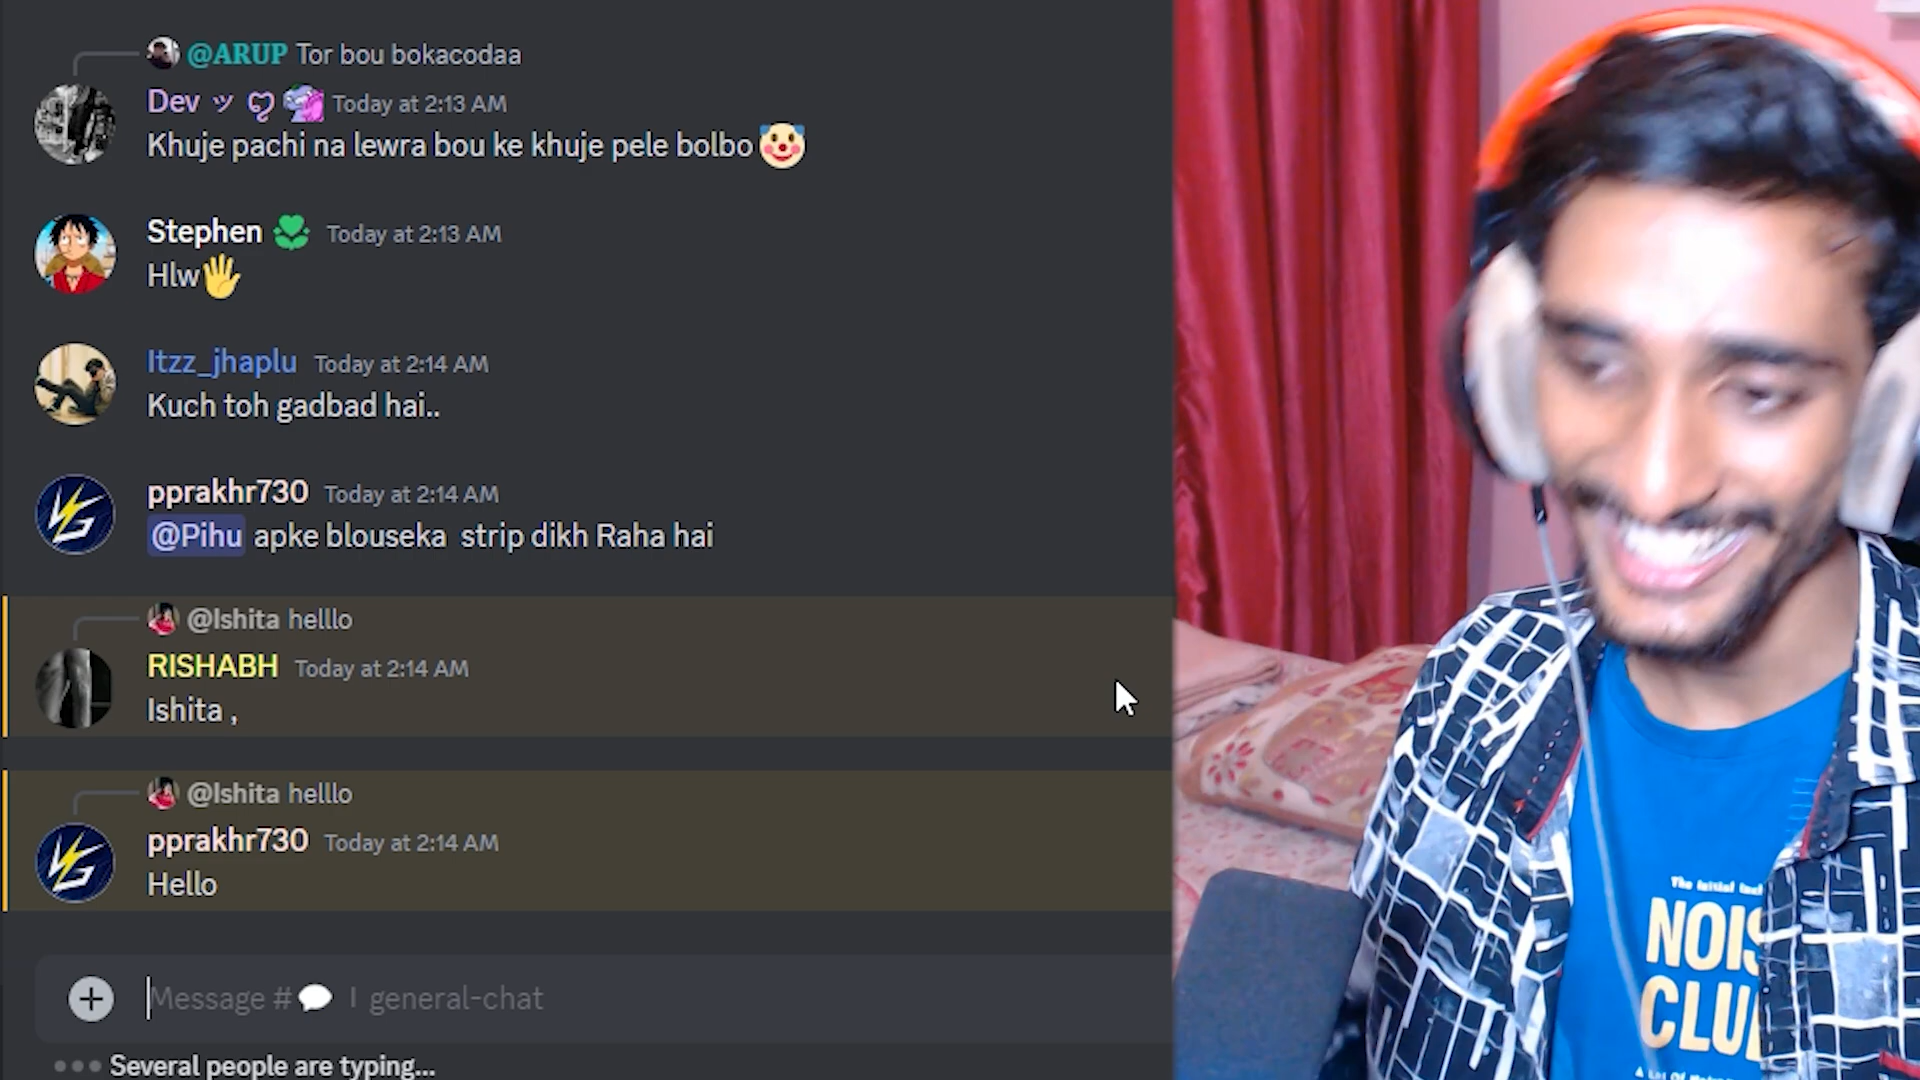 @ARUP Tor bou bokacodaa
Dev ッ ღ Today at 2:13 AM
Khuje pachi na lewra bou ke khuje pele bolbo 🤡
Stephen Today at 2:13 AM
Hlw 🖐
Itzz_jhaplu Today at 2:14 AM
Kuch toh gadbad hai..
pprakhr730 Today at 2:14 AM
@Pihu apke blouseka strip dikh Raha hai
@Ishita helllo
RISHABH Today at 2:14 AM
Ishita ,
@Ishita helllo
pprakhr730 Today at 2:14 AM
Hello
Message #💬 | general-chat
Several people are typing...
The
NOIS
CLU